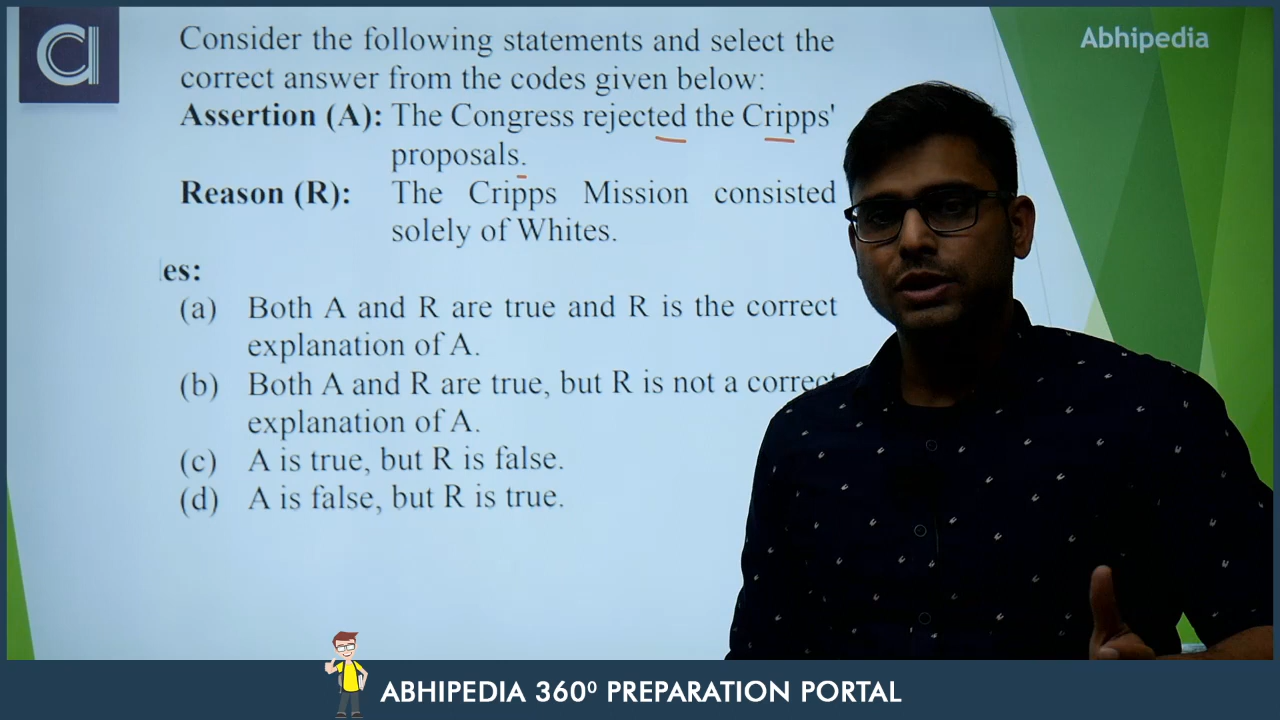 Abhipedia
Consider the following statements and select the
correct answer from the codes given below:
Assertion (A): The Congress rejected the Cripps'
proposals.
Reason (R): The Cripps Mission consisted
solely of Whites.
es:
(a) Both A and R are true and R is the correct
explanation of A.
(b) Both A and R are true, but R is not a correct
explanation of A.
(c) A is true, but R is false.
(d) A is false, but R is true.
ABHIPEDIA 360⁰ PREPARATION PORTAL